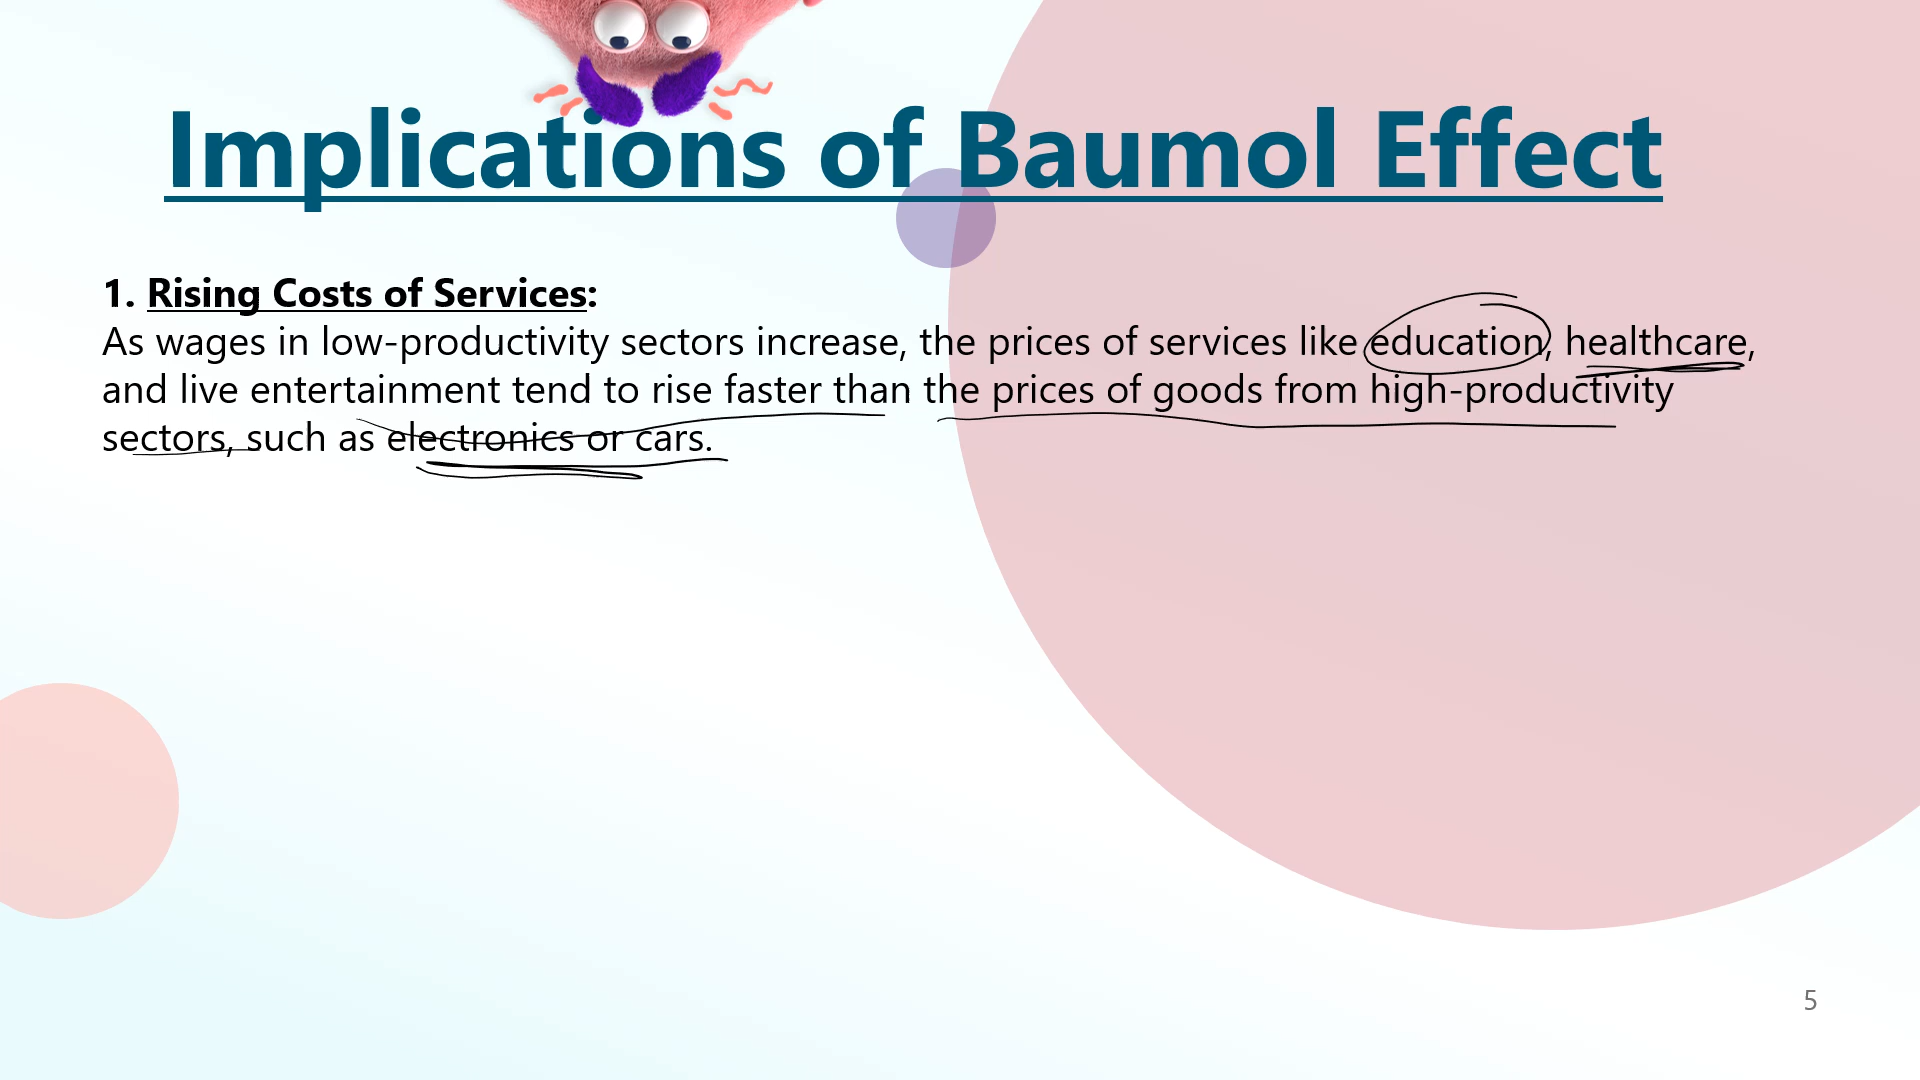 Implications of Baumol Effect
1. Rising Costs of Services:
As wages in low-productivity sectors increase, the prices of services like education, healthcare,
and live entertainment tend to rise faster than the prices of goods from high-productivity
sectors, such as electronics or cars.
5